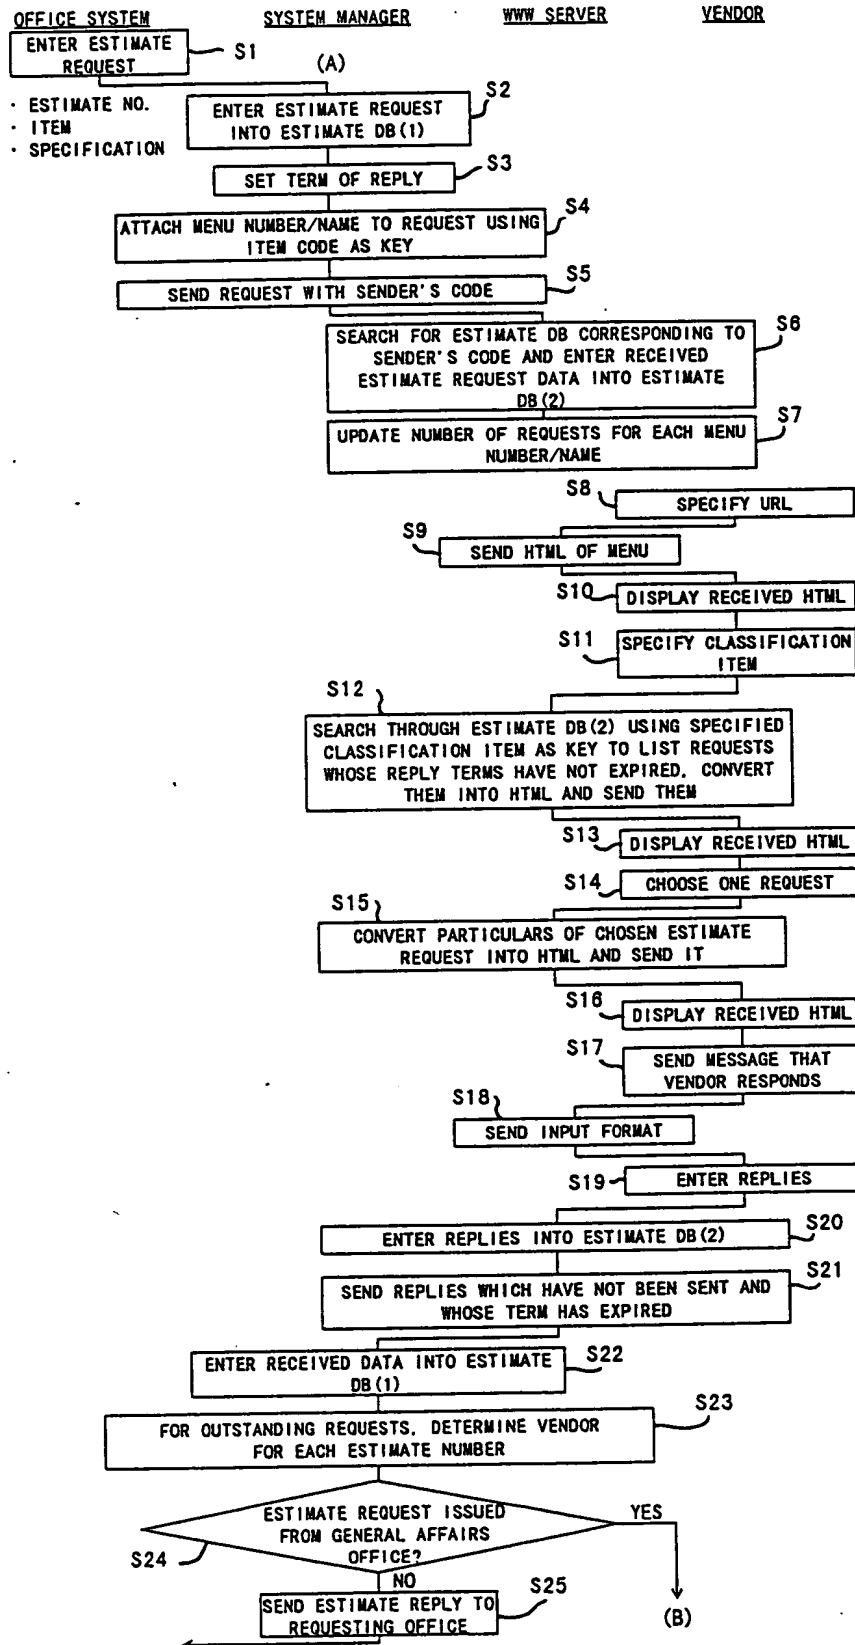 OFFICE SYSTEM
SYSTEM MANAGER
WWW SERVER
VENDOR
ENTER ESTIMATE
REQUEST
S1
(A)
· ESTIMATE NO.
· ITEM
· SPECIFICATION
S2
ENTER ESTIMATE REQUEST
INTO ESTIMATE DB(1)
S3
SET TERM OF REPLY
S4
ATTACH MENU NUMBER/NAME TO REQUEST USING
ITEM CODE AS KEY
S5
SEND REQUEST WITH SENDER'S CODE
S6
SEARCH FOR ESTIMATE DB CORRESPONDING TO
SENDER'S CODE AND ENTER RECEIVED
ESTIMATE REQUEST DATA INTO ESTIMATE
DB(2)
S7
UPDATE NUMBER OF REQUESTS FOR EACH MENU
NUMBER/NAME
S8
SPECIFY URL
S9
SEND HTML OF MENU
S10
DISPLAY RECEIVED HTML
S11
SPECIFY CLASSIFICATION
ITEM
S12
SEARCH THROUGH ESTIMATE DB(2) USING SPECIFIED
CLASSIFICATION ITEM AS KEY TO LIST REQUESTS
WHOSE REPLY TERMS HAVE NOT EXPIRED. CONVERT
THEM INTO HTML AND SEND THEM
S13
DISPLAY RECEIVED HTML
S14
CHOOSE ONE REQUEST
S15
CONVERT PARTICULARS OF CHOSEN ESTIMATE
REQUEST INTO HTML AND SEND IT
S16
DISPLAY RECEIVED HTML
S17
SEND MESSAGE THAT
VENDOR RESPONDS
S18
SEND INPUT FORMAT
S19
ENTER REPLIES
S20
ENTER REPLIES INTO ESTIMATE DB(2)
S21
SEND REPLIES WHICH HAVE NOT BEEN SENT AND
WHOSE TERM HAS EXPIRED
S22
ENTER RECEIVED DATA INTO ESTIMATE
DB(1)
S23
FOR OUTSTANDING REQUESTS, DETERMINE VENDOR
FOR EACH ESTIMATE NUMBER
ESTIMATE REQUEST ISSUED
FROM GENERAL AFFAIRS
OFFICE?
YES
S24
NO
S25
SEND ESTIMATE REPLY TO
REQUESTING OFFICE
(B)